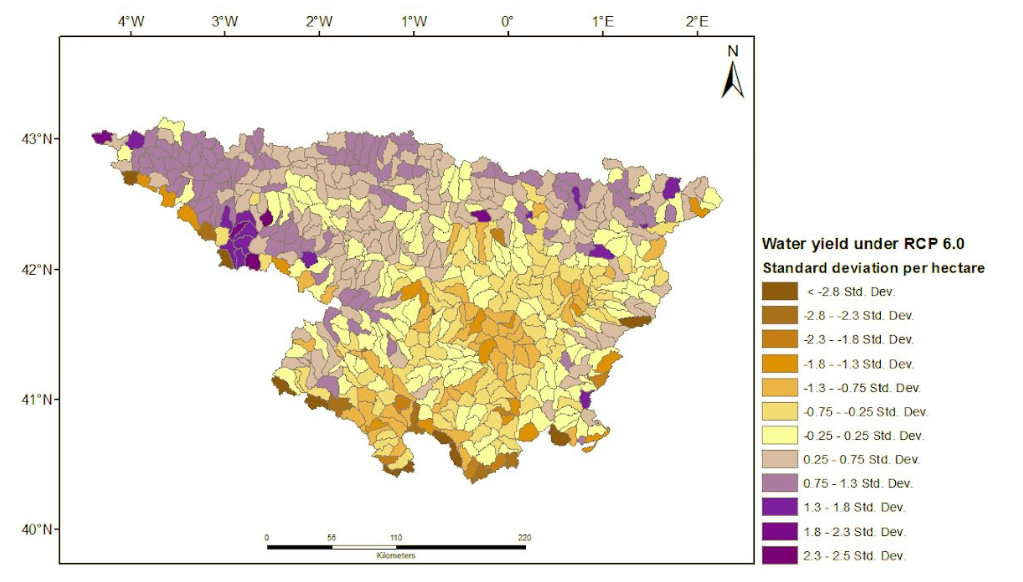 4°W 3°W 2°W 1°W 0° 1°E 2°E
N
43°N
42°N
41°N
40°N
0 55 110 220
Kilometers
Water yield under RCP 6.0
Standard deviation per hectare
< -2.8 Std. Dev.
-2.8 - -2.3 Std. Dev.
-2.3 - -1.8 Std. Dev.
-1.8 - -1.3 Std. Dev.
-1.3 - -0.75 Std. Dev.
-0.75 - -0.25 Std. Dev.
-0.25 - 0.25 Std. Dev.
0.25 - 0.75 Std. Dev.
0.75 - 1.3 Std. Dev.
1.3 - 1.8 Std. Dev.
1.8 - 2.3 Std. Dev.
2.3 - 2.5 Std. Dev.